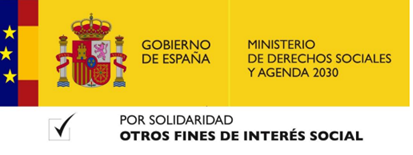 GOBIERNO
DE ESPAÑA
MINISTERIO
DE DERECHOS SOCIALES
Y AGENDA 2030
POR SOLIDARIDAD
OTROS FINES DE INTERÉS SOCIAL